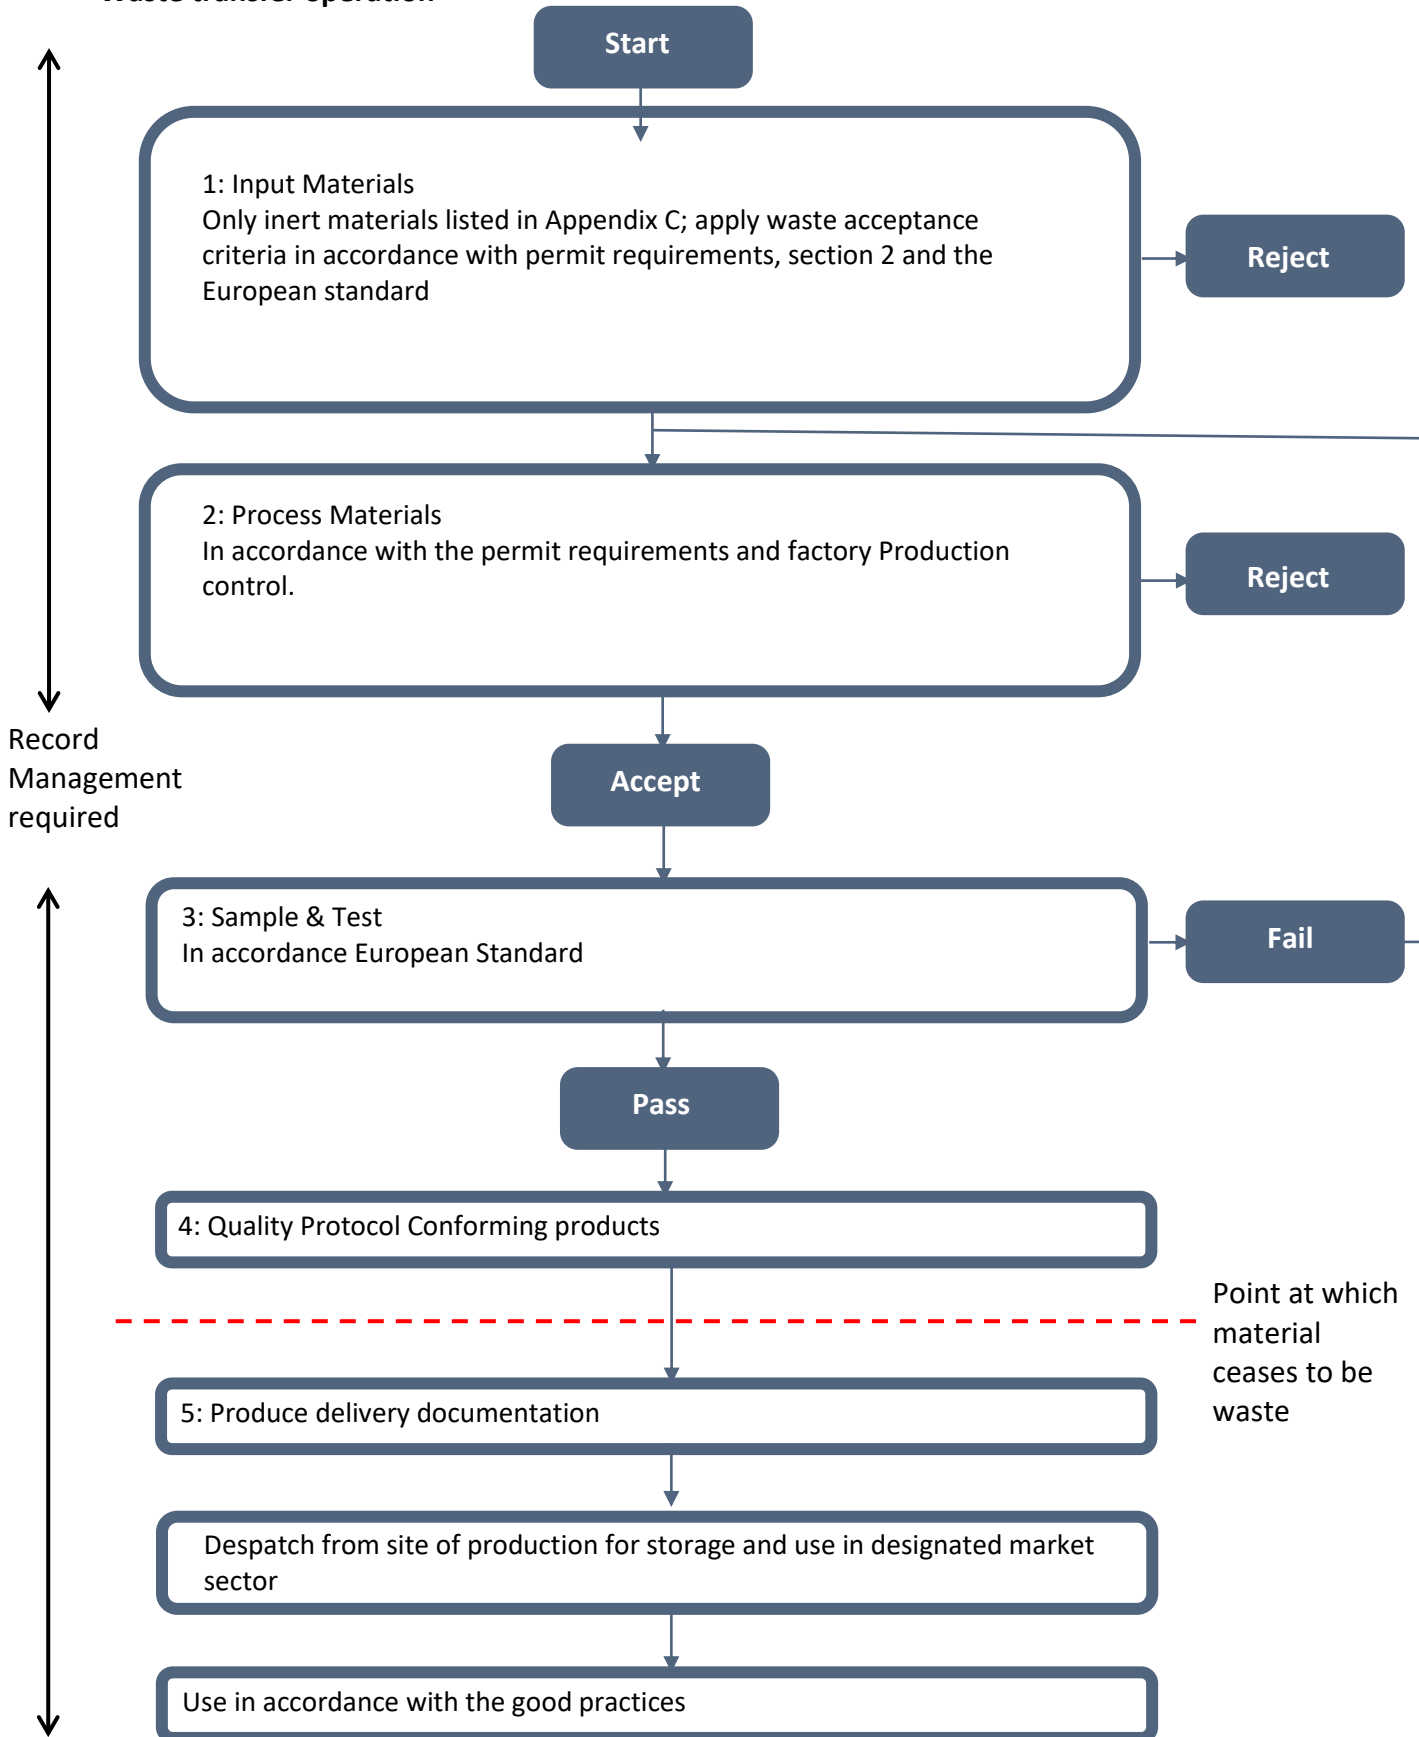 Waste transfer operation
Start
1: Input Materials
Only inert materials listed in Appendix C; apply waste acceptance
criteria in accordance with permit requirements, section 2 and the
European standard
Reject
2: Process Materials
In accordance with the permit requirements and factory Production
control.
Reject
Record
Management
required
Accept
3: Sample & Test
In accordance European Standard
Fail
Pass
4: Quality Protocol Conforming products
Point at which
material
ceases to be
waste
5: Produce delivery documentation
Despatch from site of production for storage and use in designated market
sector
Use in accordance with the good practices